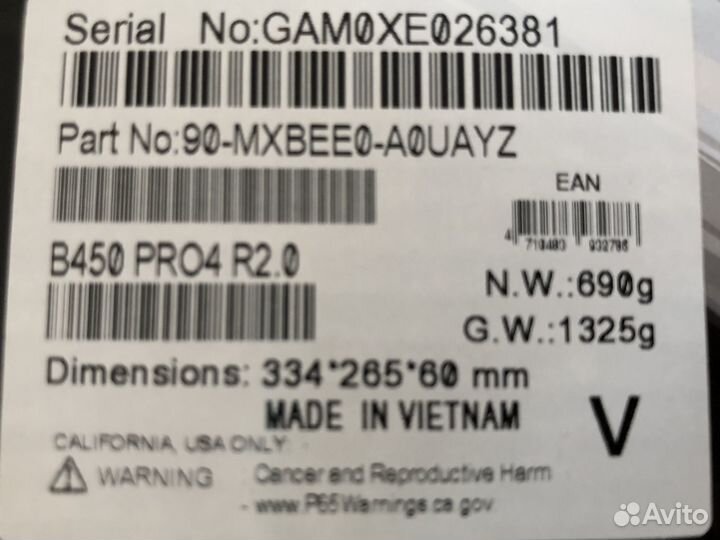 Serial No:GAM0XE026381
Part No:90-MXBEE0-A0UAYZ
EAN
B450 PRO4 R2.0
N.W.:690g
G.W.:1325g
Dimensions: 334*265*60 mm
MADE IN VIETNAM
V
CALIFORNIA, USA ONLY:
WARNING Cancer and Reproductive Harm
- www.P65Warnings.ca.gov
Avito